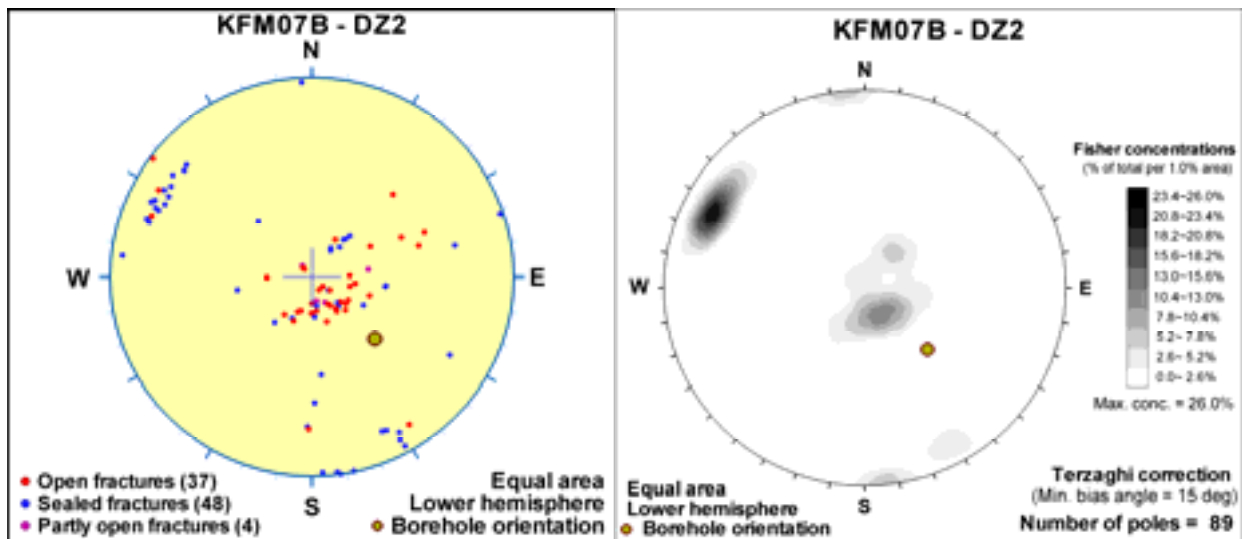 KFM07B - DZ2
N
W
E
S
Open fractures (37)
Sealed fractures (48)
Partly open fractures (4)
Equal area
Lower hemisphere
Borehole orientation
KFM07B - DZ2
N
W
E
S
Fisher concentrations
(% of total per 1.0% area)
23.4~26.0%
20.8~23.4%
18.2~20.8%
15.6~18.2%
13.0~15.6%
10.4~13.0%
7.8~10.4%
5.2~ 7.8%
2.6~ 5.2%
0.0~ 2.6%
Max. conc. = 26.0%
Equal area
Lower hemisphere
Borehole orientation
Terzaghi correction
(Min. bias angle = 15 deg)
Number of poles = 89